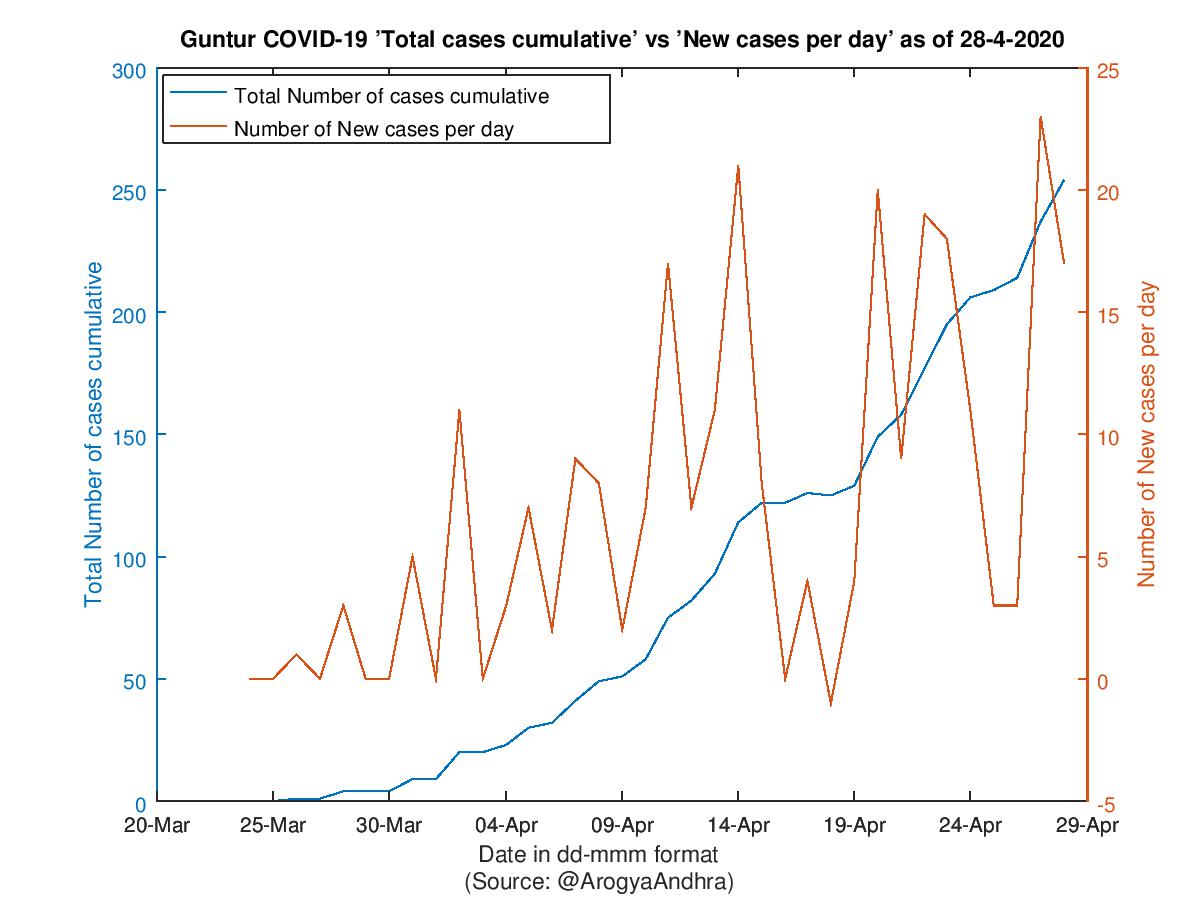 Guntur COVID-19 ’Total cases cumulative’ vs ’New cases per day’ as of 28-4-2020
Total Number of cases cumulative
Number of New cases per day
300
250
200
150
100
50
0
Total Number of cases cumulative
25
20
15
10
5
0
-5
Number of New cases per day
20-Mar 25-Mar 30-Mar 04-Apr 09-Apr 14-Apr 19-Apr 24-Apr 29-Apr
Date in dd-mmm format
(Source: @ArogyaAndhra)